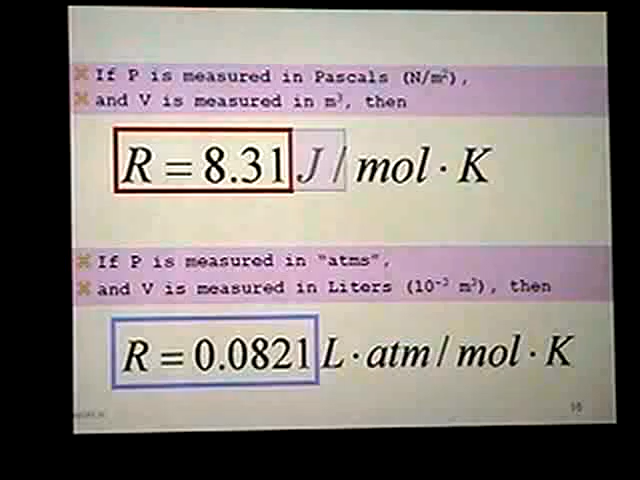 If P is measured in Pascals (N/m²),
and V is measured in m³, then
R = 8.31 J / mol · K
If P is measured in "atms",
and V is measured in Liters (10⁻³ m³), then
R = 0.0821 L · atm / mol · K